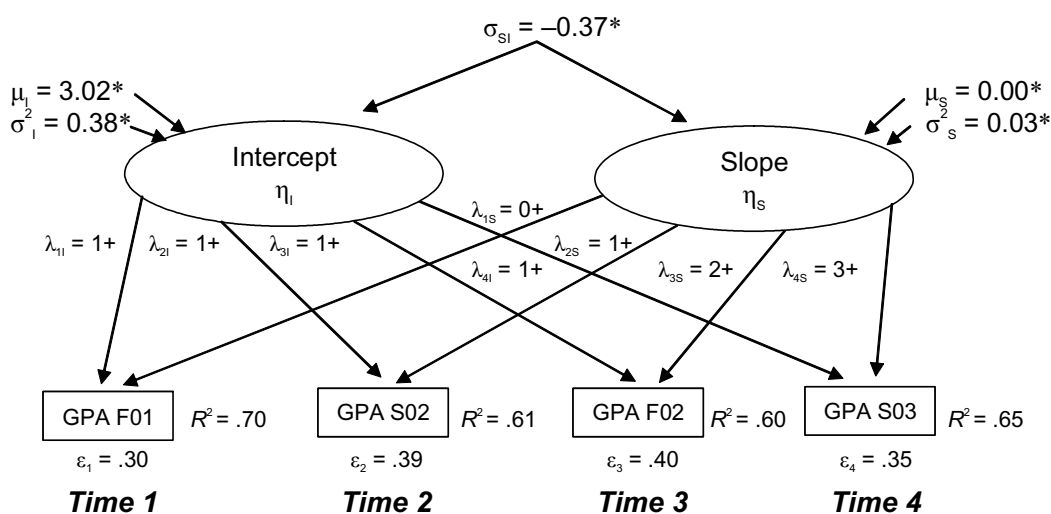 σSI = –0.37*
μI = 3.02*
σ²I = 0.38*
μS = 0.00*
σ²S = 0.03*
Intercept
ηI
Slope
ηS
λ1I = 1+
λ2I = 1+
λ3I = 1+
λ4I = 1+
λ1S = 0+
λ2S = 1+
λ3S = 2+
λ4S = 3+
GPA F01
R² = .70
GPA S02
R² = .61
GPA F02
R² = .60
GPA S03
R² = .65
ε1 = .30
ε2 = .39
ε3 = .40
ε4 = .35
Time 1
Time 2
Time 3
Time 4